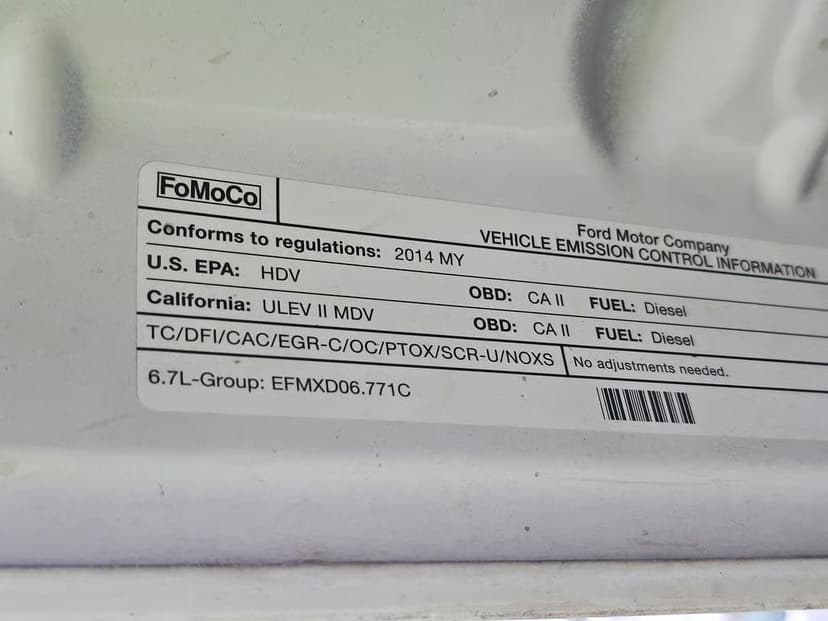 FoMoCo
Ford Motor Company
VEHICLE EMISSION CONTROL INFORMATION
Conforms to regulations: 2014 MY
U.S. EPA: HDV OBD: CA II FUEL: Diesel
California: ULEV II MDV OBD: CA II FUEL: Diesel
TC/DFI/CAC/EGR-C/OC/PTOX/SCR-U/NOXS No adjustments needed.
6.7L-Group: EFMXD06.771C